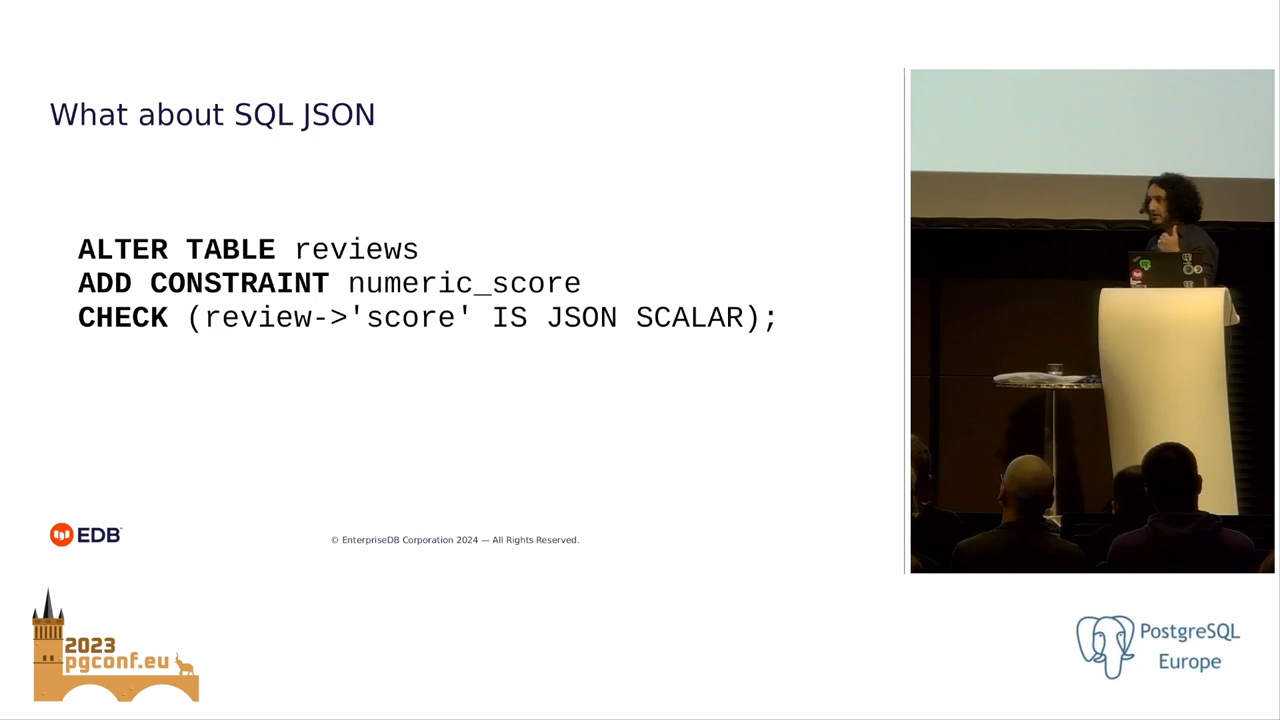 What about SQL JSON
ALTER TABLE reviews
ADD CONSTRAINT numeric_score
CHECK (review->'score' IS JSON SCALAR);
EDB
© EnterpriseDB Corporation 2024 — All Rights Reserved.
2023
pgconf.eu
PostgreSQL
Europe